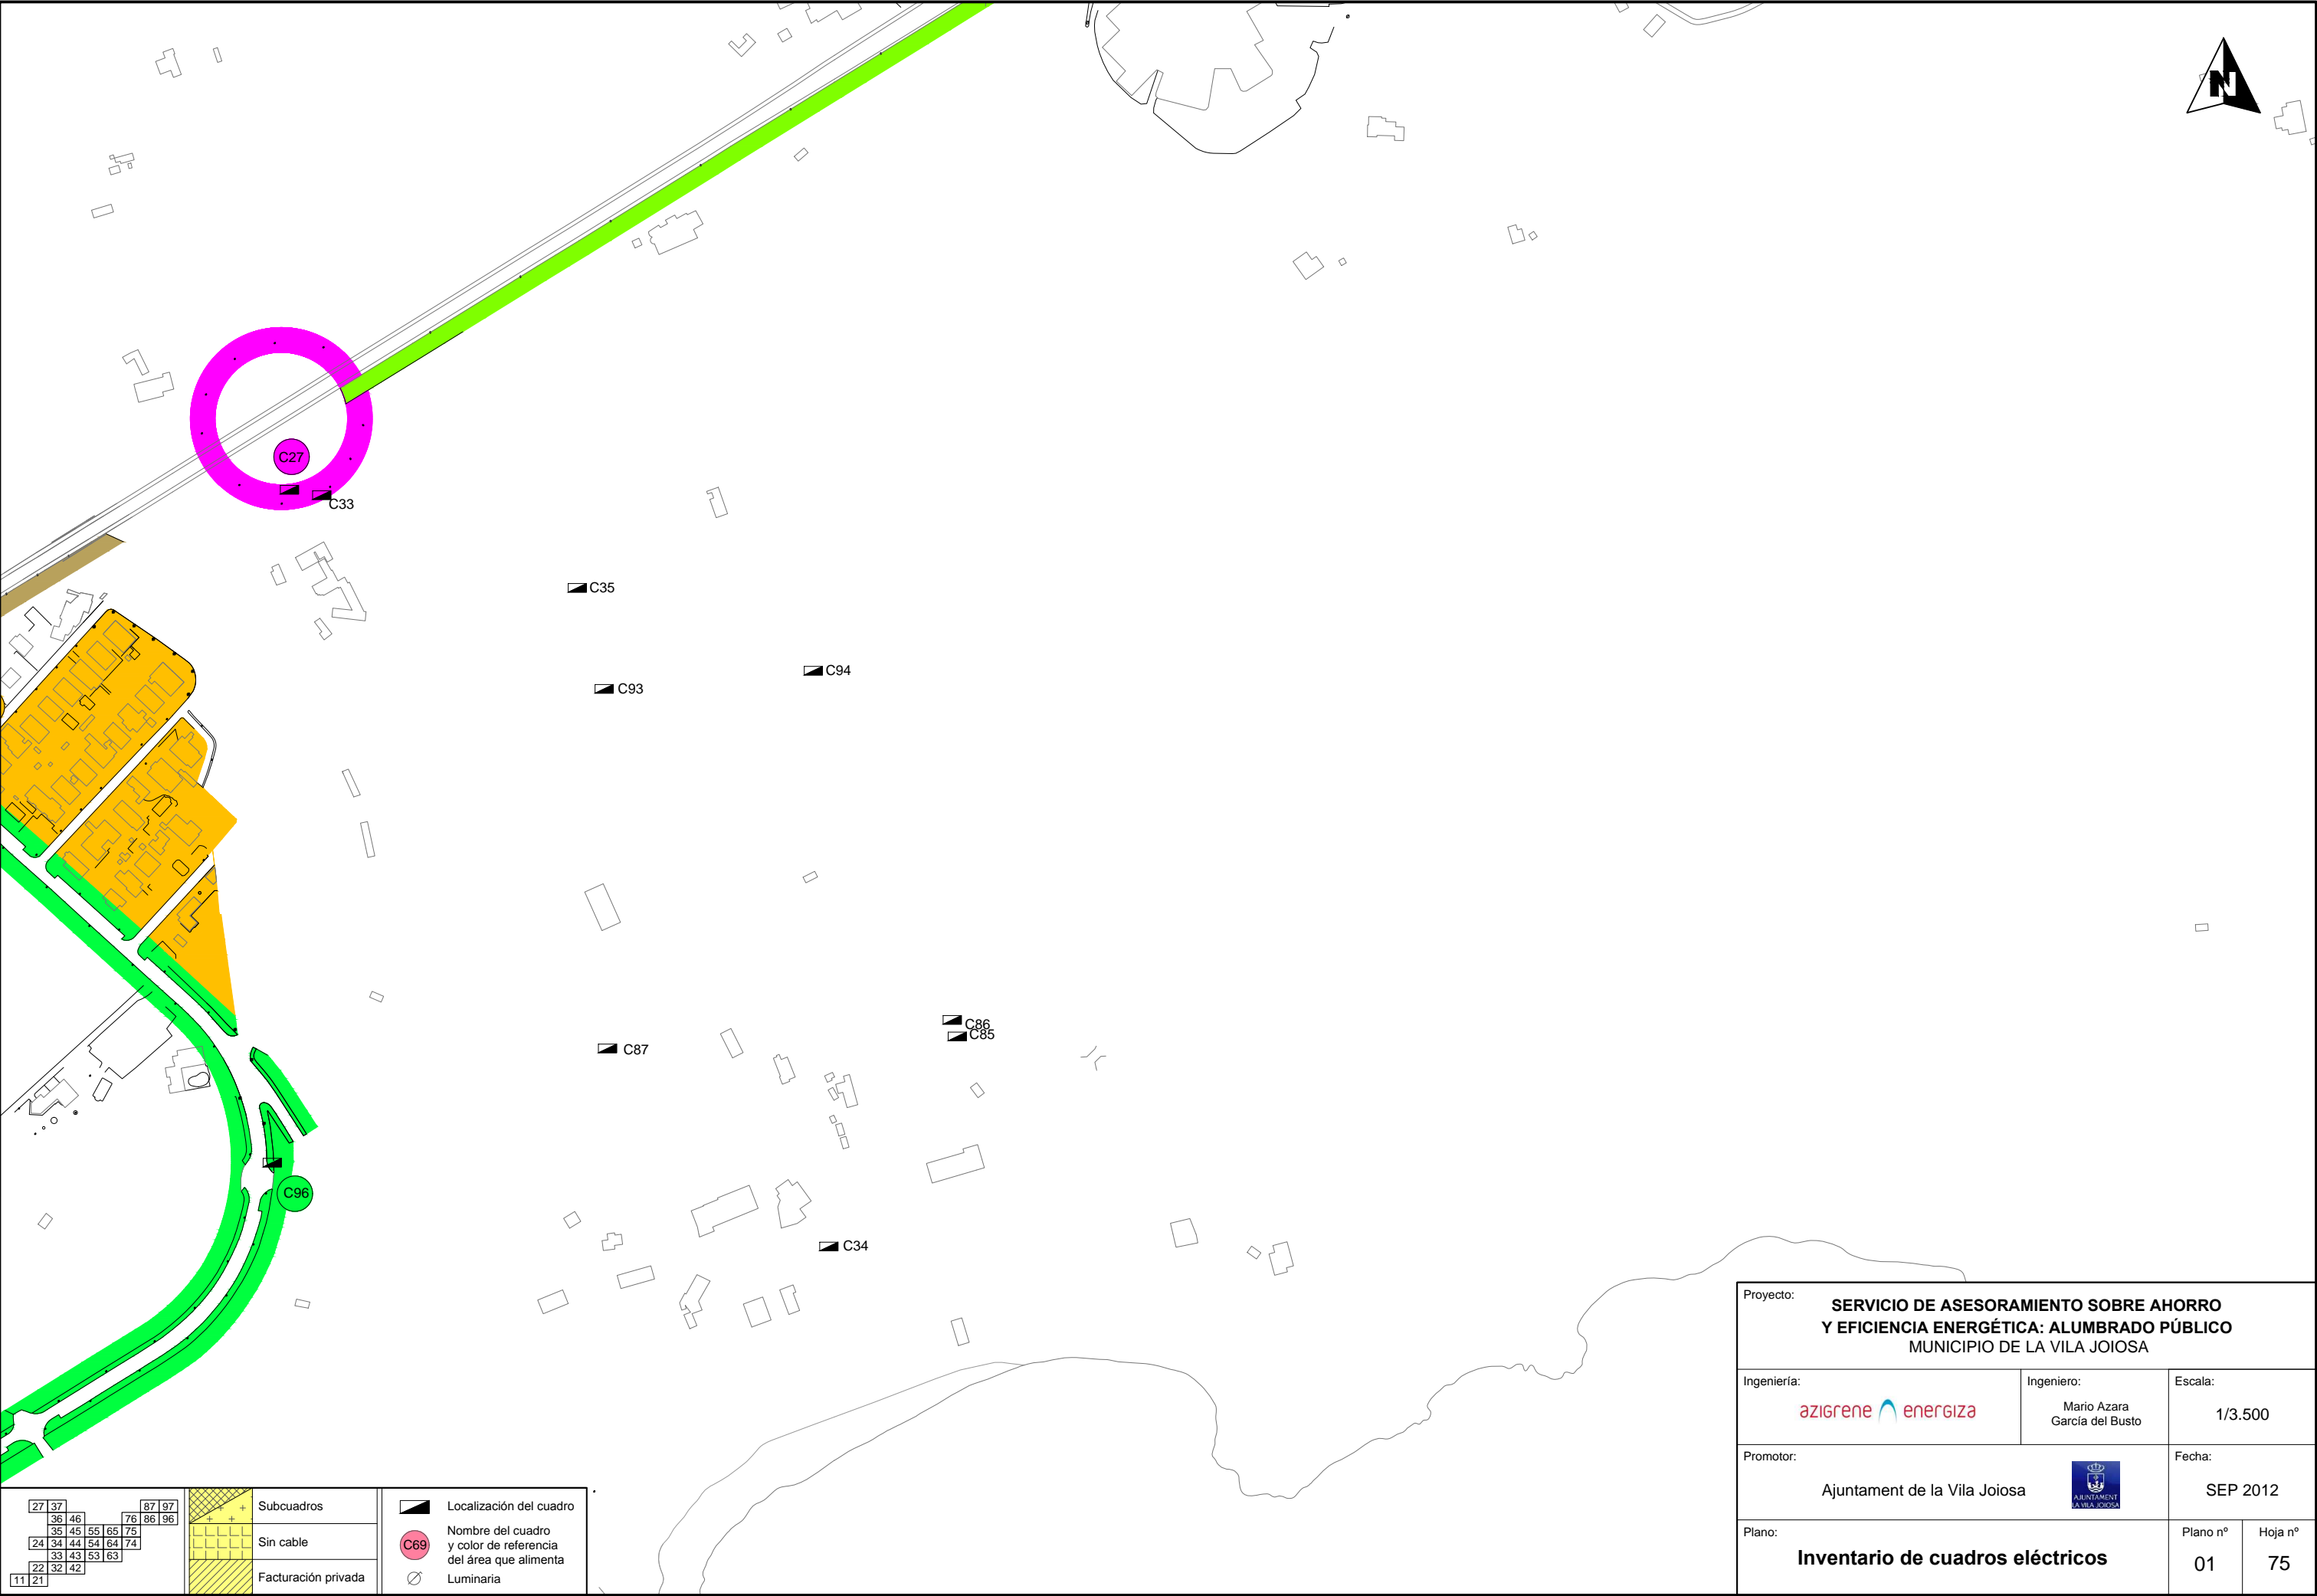 N
C27
C33
C35
C94
C93
C86
C85
C87
C96
C34
Proyecto:
SERVICIO DE ASESORAMIENTO SOBRE AHORRO
Y EFICIENCIA ENERGÉTICA: ALUMBRADO PÚBLICO
MUNICIPIO DE LA VILA JOIOSA
Ingeniería:
azigrene energiza
Ingeniero:
Mario Azara
García del Busto
Escala:
1/3.500
Promotor:
Ajuntament de la Vila Joiosa
AJUNTAMENT
LA VILA JOIOSA
Fecha:
SEP 2012
Plano:
Inventario de cuadros eléctricos
Plano nº
01
Hoja nº
75
27 37 87 97
36 46 76 86 96
35 45 55 65 75
24 34 44 54 64 74
33 43 53 63
22 32 42
11 21
Subcuadros
Sin cable
Facturación privada
Localización del cuadro
C69
Nombre del cuadro
y color de referencia
del área que alimenta
Luminaria